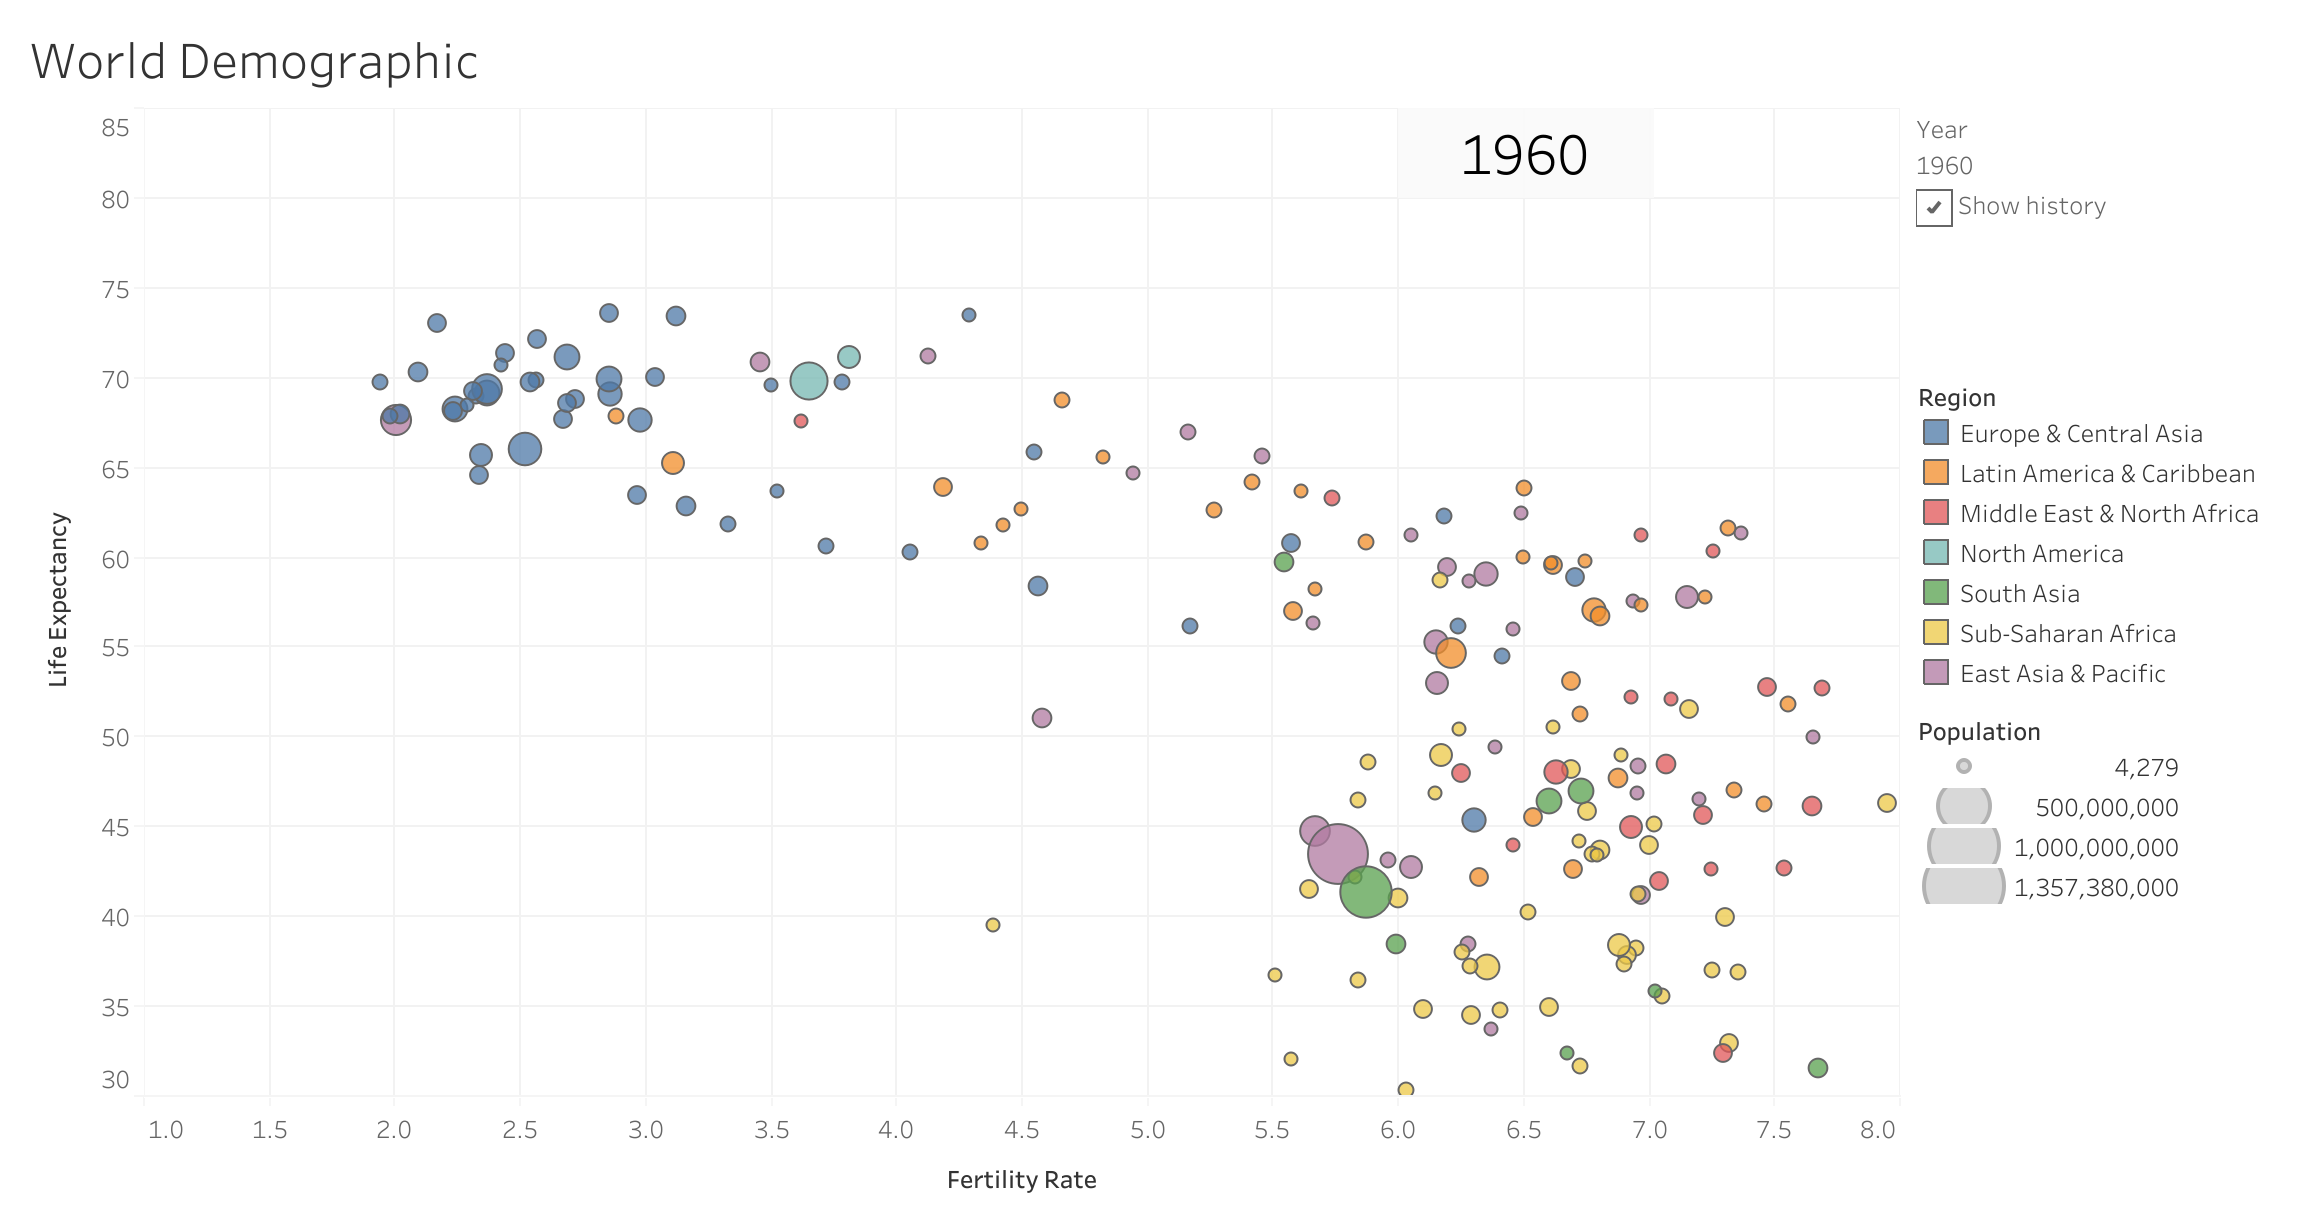 World Demographic
85
80
75
70
65
60
55
50
45
40
35
30
Life Expectancy
1960
1.0 1.5 2.0 2.5 3.0 3.5 4.0 4.5 5.0 5.5 6.0 6.5 7.0 7.5 8.0
Fertility Rate
Year
1960
Show history
Region
Europe & Central Asia
Latin America & Caribbean
Middle East & North Africa
North America
South Asia
Sub-Saharan Africa
East Asia & Pacific
Population
4,279
500,000,000
1,000,000,000
1,357,380,000